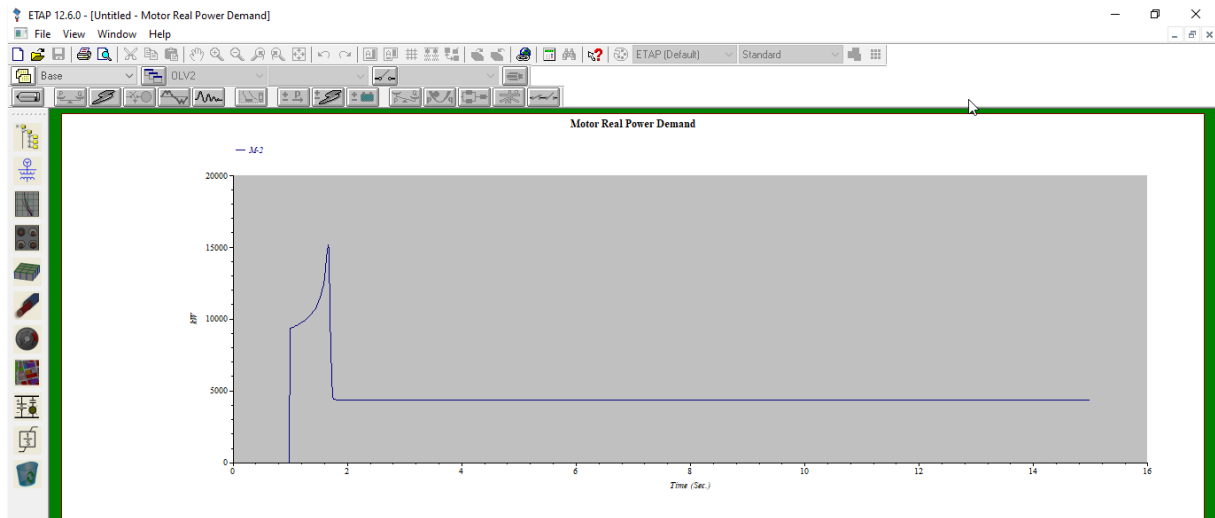 ETAP 12.6.0 - [Untitled - Motor Real Power Demand]
File View Window Help
ETAP (Default) Standard
Base OLV2
Motor Real Power Demand
M-2
20000
15000
kW 10000
5000
0
0 2 4 6 8 10 12 14 16
Time (Sec.)